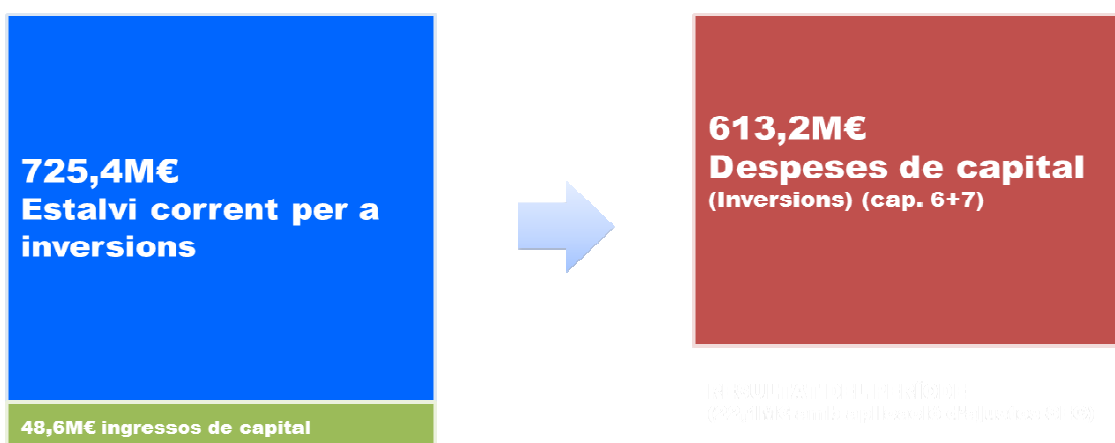 725,4M€
Estalvi corrent per a
inversions
48,6M€ ingressos de capital
613,2M€
Despeses de capital
(Inversions) (cap. 6+7)